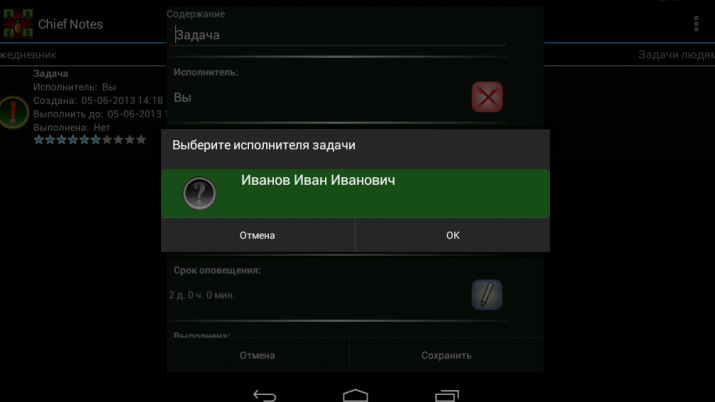 Chief Notes
жедневник
Задачи людям
Задача
Исполнитель: Вы
Создана: 05-06-2013 14:18
Выполнить до: 05-06-2013 1
Выполнена: Нет
Содержание
Задача
Исполнитель:
Вы
Выберите исполнителя задачи
Иванов Иван Иванович
Отмена
OK
Срок оповещения:
2 д. 0 ч. 0 мин.
Выполнена:
Отмена
Сохранить